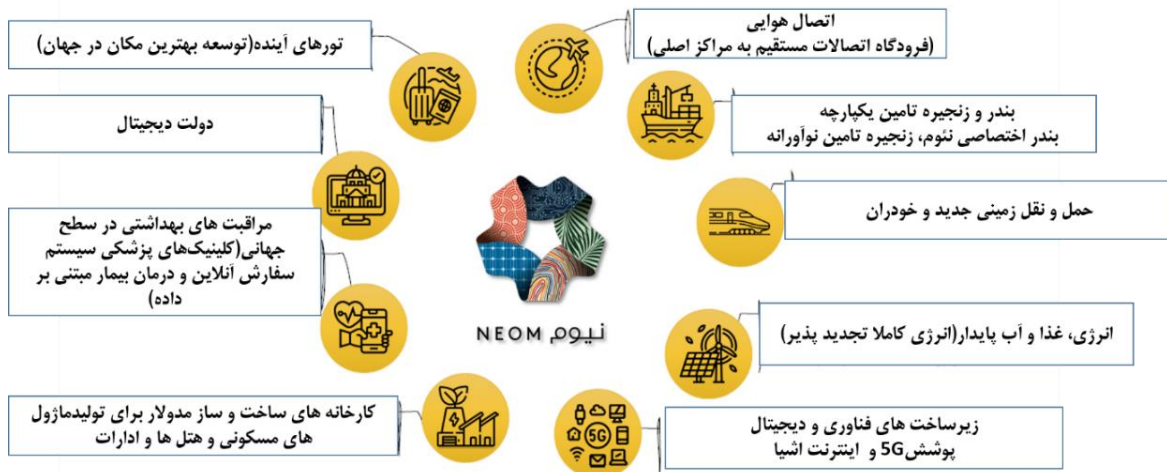 اتصال هوایی
(فرودگاه اتصالات مستقیم به مراکز اصلی)
تورهای آینده(توسعه بهترین مکان در جهان)
بندر و زنجیره تامین یکپارچه
بندر اختصاصی نئوم، زنجیره تامین نوآورانه
دولت دیجیتال
حمل و نقل زمینی جدید و خودران
مراقبت های بهداشتی در سطح
جهانی(کلینیک‌های پزشکی سیستم
سفارش آنلاین و درمان بیمار مبتنی بر
داده)
نيوم NEOM
انرژی، غذا و آب پایدار(انرژی کاملا تجدید پذیر)
کارخانه های ساخت و ساز مدولار برای تولیدماژول
های مسکونی و هتل ها و ادارات
5G
زیرساخت های فناوری و دیجیتال
پوشش5G و اینترنت اشیا